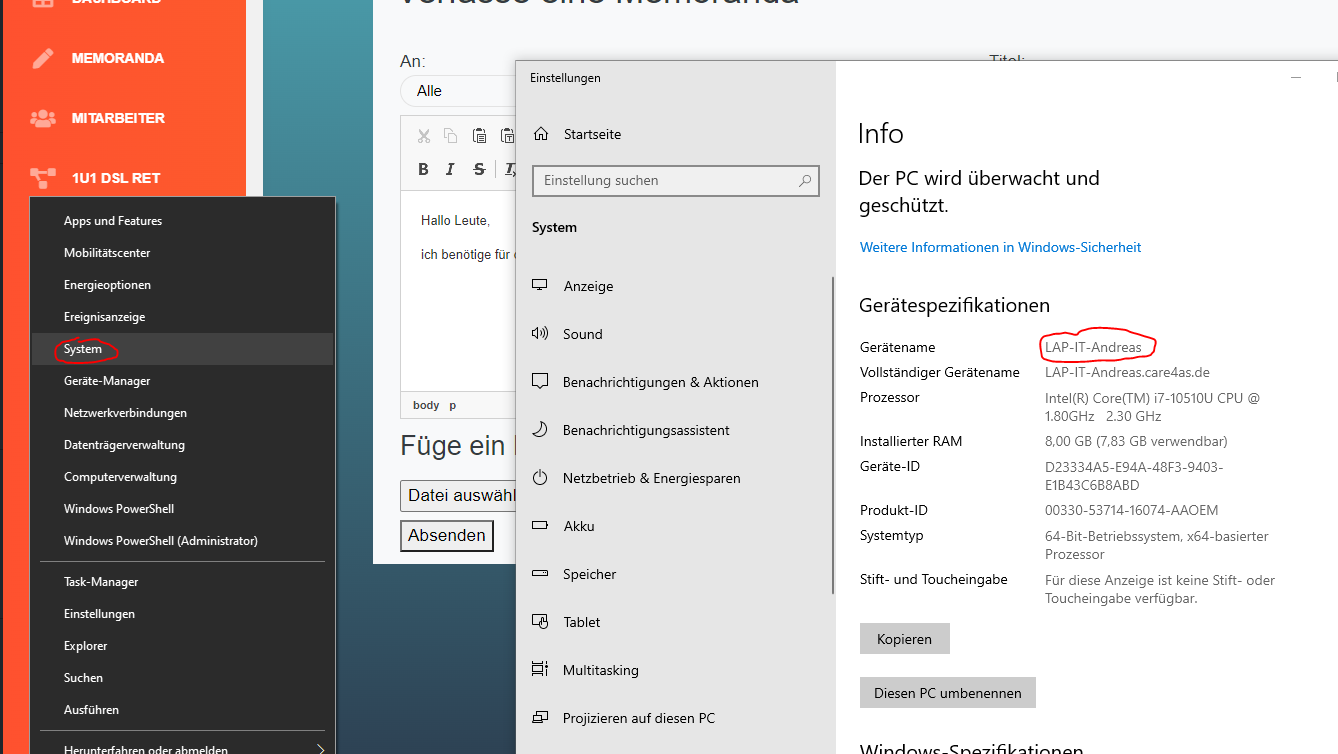 DASHBOARD
MEMORANDA
MITARBEITER
1U1 DSL RET
Apps und Features
Mobilitätscenter
Energieoptionen
Ereignisanzeige
System
Geräte-Manager
Netzwerkverbindungen
Datenträgerverwaltung
Computerverwaltung
Windows PowerShell
Windows PowerShell (Administrator)
Task-Manager
Einstellungen
Explorer
Suchen
Ausführen
Herunterfahren oder abmelden
Verfasse eine Memoranda
An:
Titel:
Alle
B I S
Hallo Leute,
ich benötige für
body p
Füge ein
Datei auswähl
Absenden
Einstellungen
Startseite
Einstellung suchen
System
Anzeige
Sound
Benachrichtigungen & Aktionen
Benachrichtigungsassistent
Netzbetrieb & Energiesparen
Akku
Speicher
Tablet
Multitasking
Projizieren auf diesen PC
Info
Der PC wird überwacht und
geschützt.
Weitere Informationen in Windows-Sicherheit
Gerätespezifikationen
Gerätename LAP-IT-Andreas
Vollständiger Gerätename LAP-IT-Andreas.care4as.de
Prozessor Intel(R) Core(TM) i7-10510U CPU @
1.80GHz 2.30 GHz
Installierter RAM 8,00 GB (7,83 GB verwendbar)
Geräte-ID D23334A5-E94A-48F3-9403-
E1B43C6B8ABD
Produkt-ID 00330-53714-16074-AAOEM
Systemtyp 64-Bit-Betriebssystem, x64-basierter
Prozessor
Stift- und Toucheingabe Für diese Anzeige ist keine Stift- oder
Toucheingabe verfügbar.
Kopieren
Diesen PC umbenennen
Windows-Spezifikationen